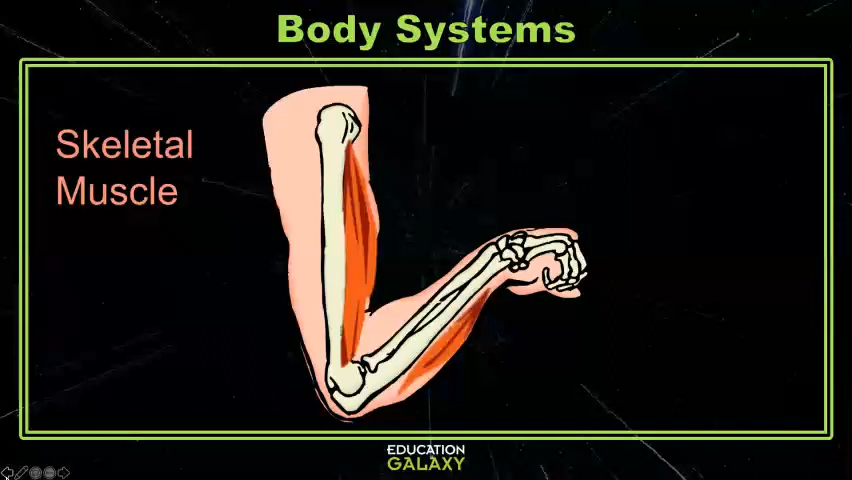 Body Systems
Skeletal
Muscle
EDUCATION
GALAXY